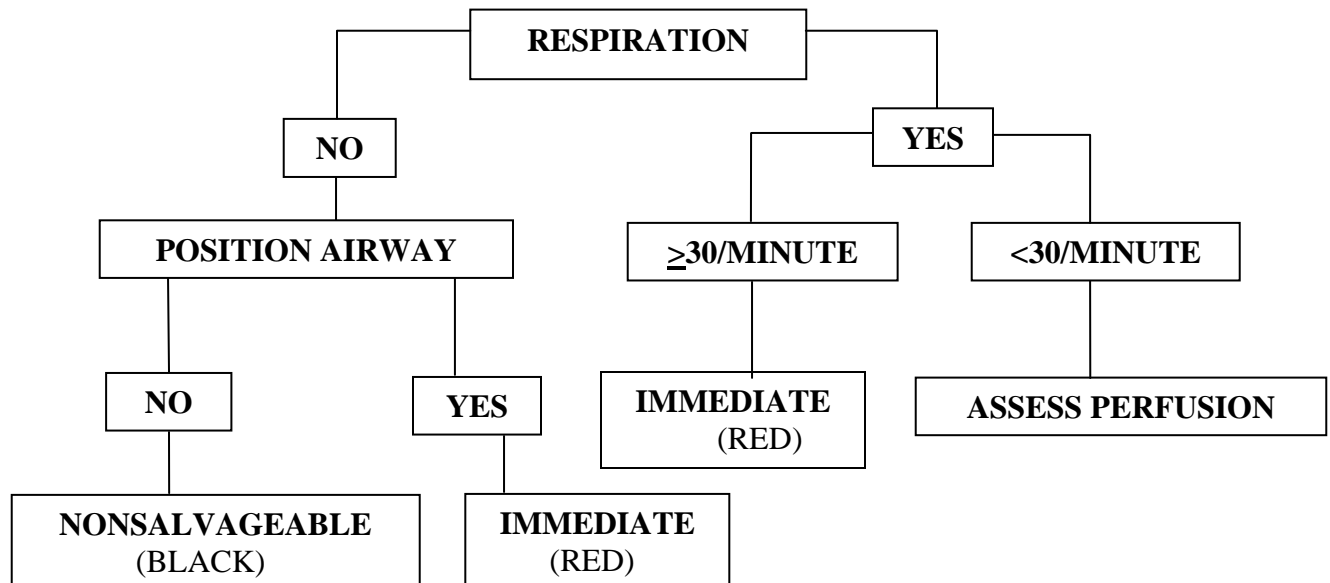 RESPIRATION
NO
YES
POSITION AIRWAY
≥30/MINUTE
<30/MINUTE
NO
YES
IMMEDIATE
(RED)
ASSESS PERFUSION
NONSALVAGEABLE
(BLACK)
IMMEDIATE
(RED)